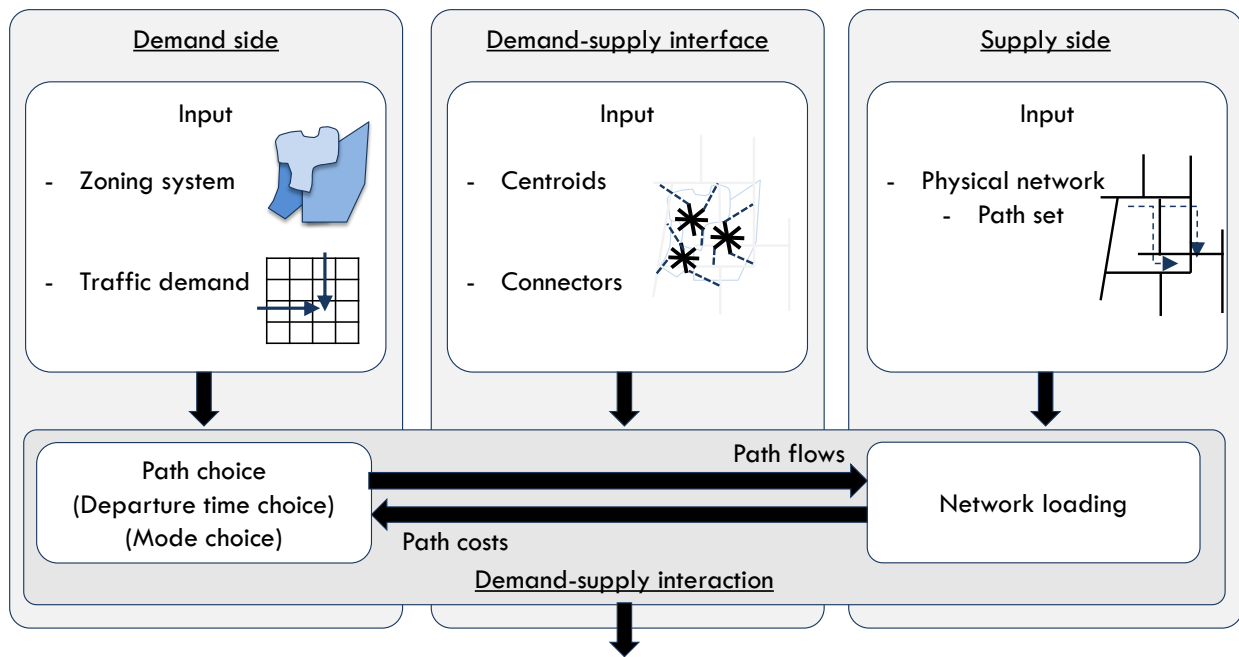 Demand side
Input
- Zoning system
- Traffic demand
Demand-supply interface
Input
- Centroids
- Connectors
Supply side
Input
- Physical network
- Path set
Path choice
(Departure time choice)
(Mode choice)
Path flows
Path costs
Network loading
Demand-supply interaction